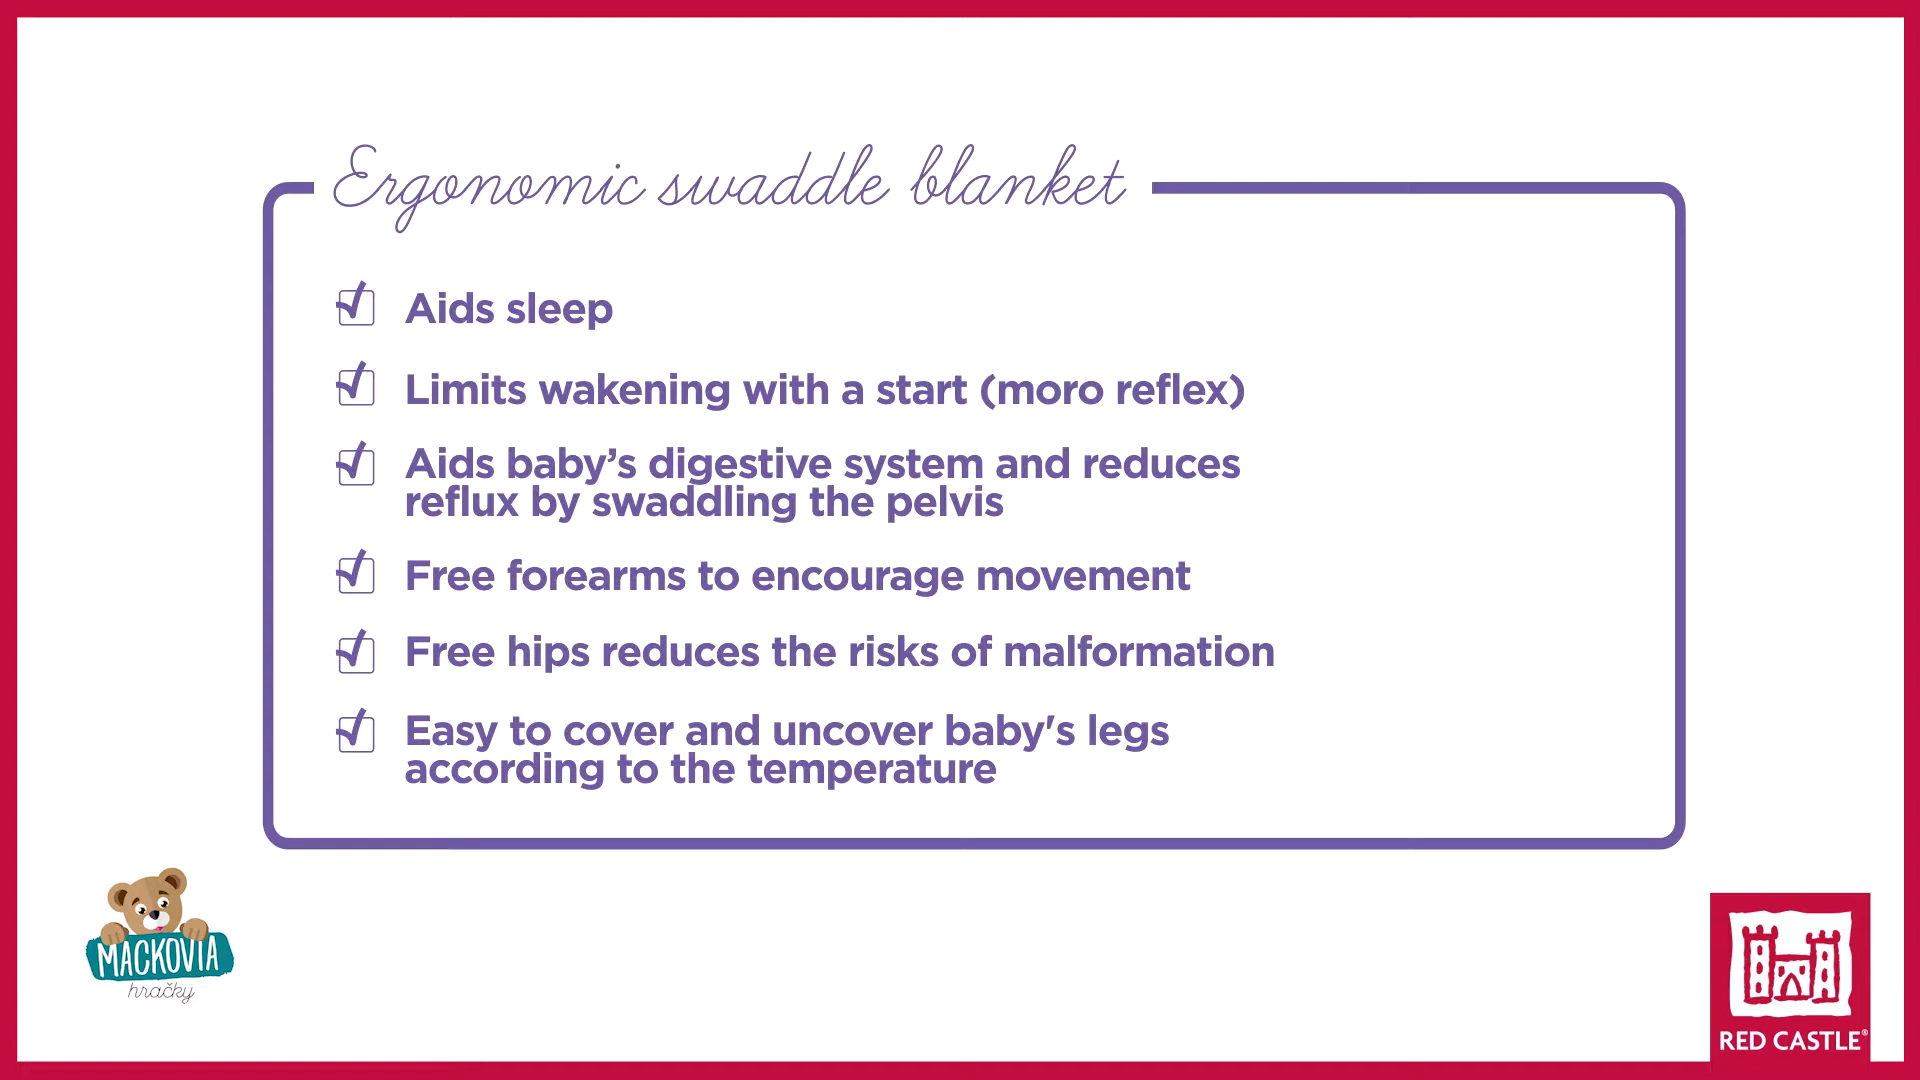 Ergonomic swaddle blanket
Aids sleep
Limits wakening with a start (moro reflex)
Aids baby’s digestive system and reduces
reflux by swaddling the pelvis
Free forearms to encourage movement
Free hips reduces the risks of malformation
Easy to cover and uncover baby's legs
according to the temperature
MACKOVIA
hračky
RED CASTLE®